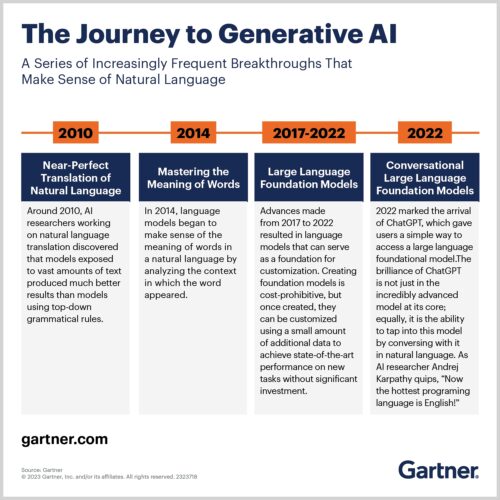 The Journey to Generative AI
A Series of Increasingly Frequent Breakthroughs That
Make Sense of Natural Language
2010
Near-Perfect
Translation of
Natural Language
Around 2010, AI
researchers working
on natural language
translation discovered
that models exposed
to vast amounts of text
produced much better
results than models
using top-down
grammatical rules.
2014
Mastering the
Meaning of Words
In 2014, language
models began to
make sense of the
meaning of words in
a natural language by
analyzing the context
in which the word
appeared.
2017-2022
Large Language
Foundation Models
Advances made
from 2017 to 2022
resulted in language
models that can serve
as a foundation for
customization. Creating
foundation models is
cost-prohibitive, but
once created, they
can be customized
using a small amount
of additional data to
achieve state-of-the-art
performance on new
tasks without significant
investment.
2022
Conversational
Large Language
Foundation Models
2022 marked the arrival
of ChatGPT, which gave
users a simple way to
access a large language
foundational model.The
brilliance of ChatGPT
is not just in the
incredibly advanced
model at its core;
equally, it is the ability
to tap into this model
by conversing with it
in natural language. As
AI researcher Andrej
Karpathy quips, "Now
the hottest programing
language is English!"
gartner.com
Source: Gartner
© 2023 Gartner, Inc. and/or its affiliates. All rights reserved. 2323718
Gartner.